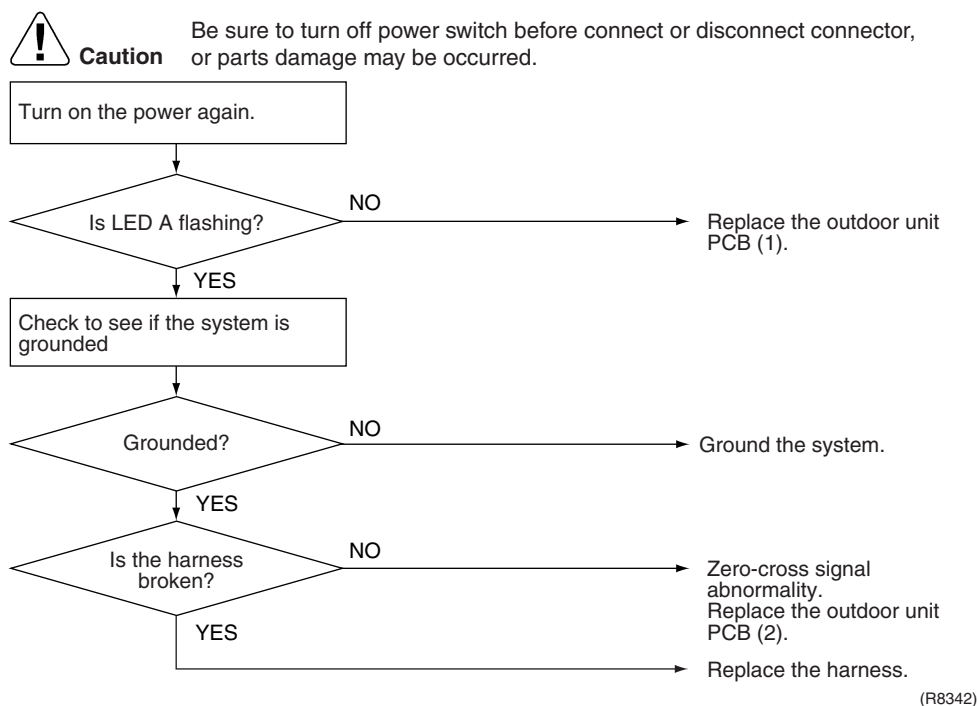 Be sure to turn off power switch before connect or disconnect connector,
Caution or parts damage may be occurred.
Turn on the power again.
Is LED A flashing?
NO
Replace the outdoor unit
PCB (1).
YES
Check to see if the system is
grounded
Grounded?
NO
Ground the system.
YES
Is the harness
broken?
NO
Zero-cross signal
abnormality.
Replace the outdoor unit
PCB (2).
YES
Replace the harness.
(R8342)